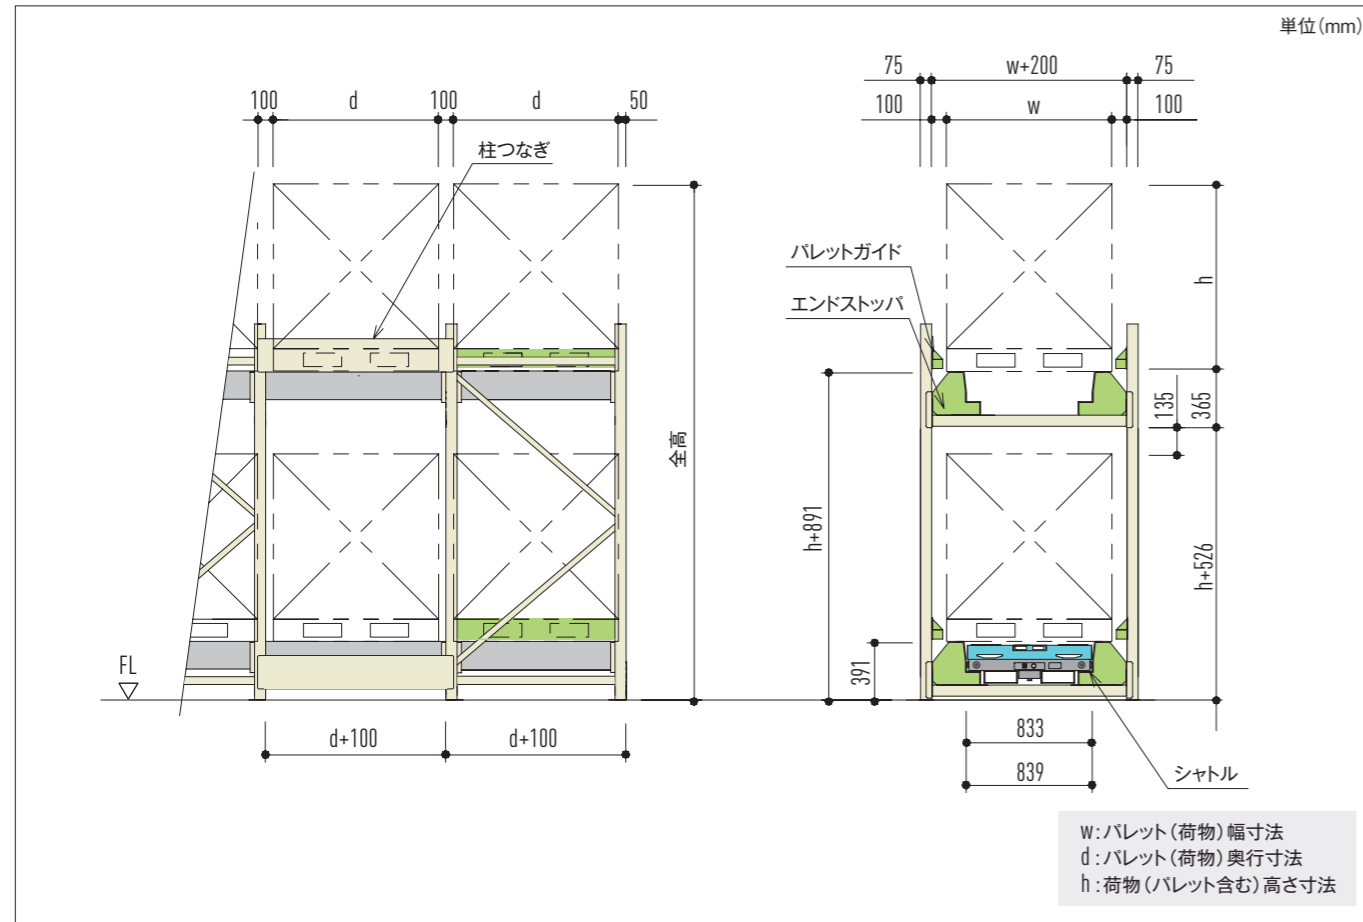 単位(mm)
75
w+200
75
100
d
100
d
50
100
w
100
柱つなぎ
パレットガイド
エンドストッパ
h
135
365
全高
h+891
h+526
391
FL
d+100
d+100
833
839
シャトル
w:パレット(荷物)幅寸法
d:パレット(荷物)奥行寸法
h:荷物(パレット含む)高さ寸法